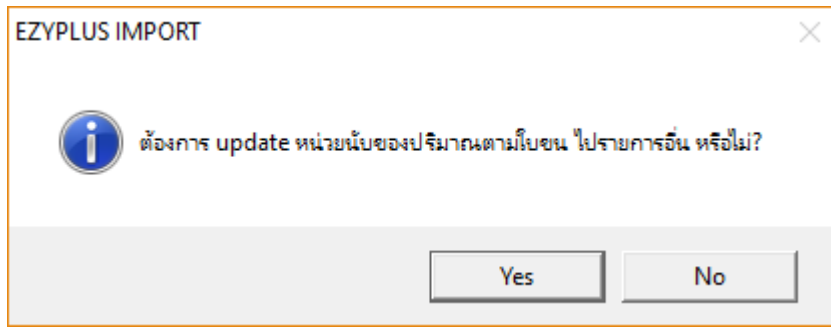 EZYPLUS IMPORT
ต้องการ update หน่วยนับของปริมาณตามใบขน ไปรายการอื่น หรือไม่?
Yes
No